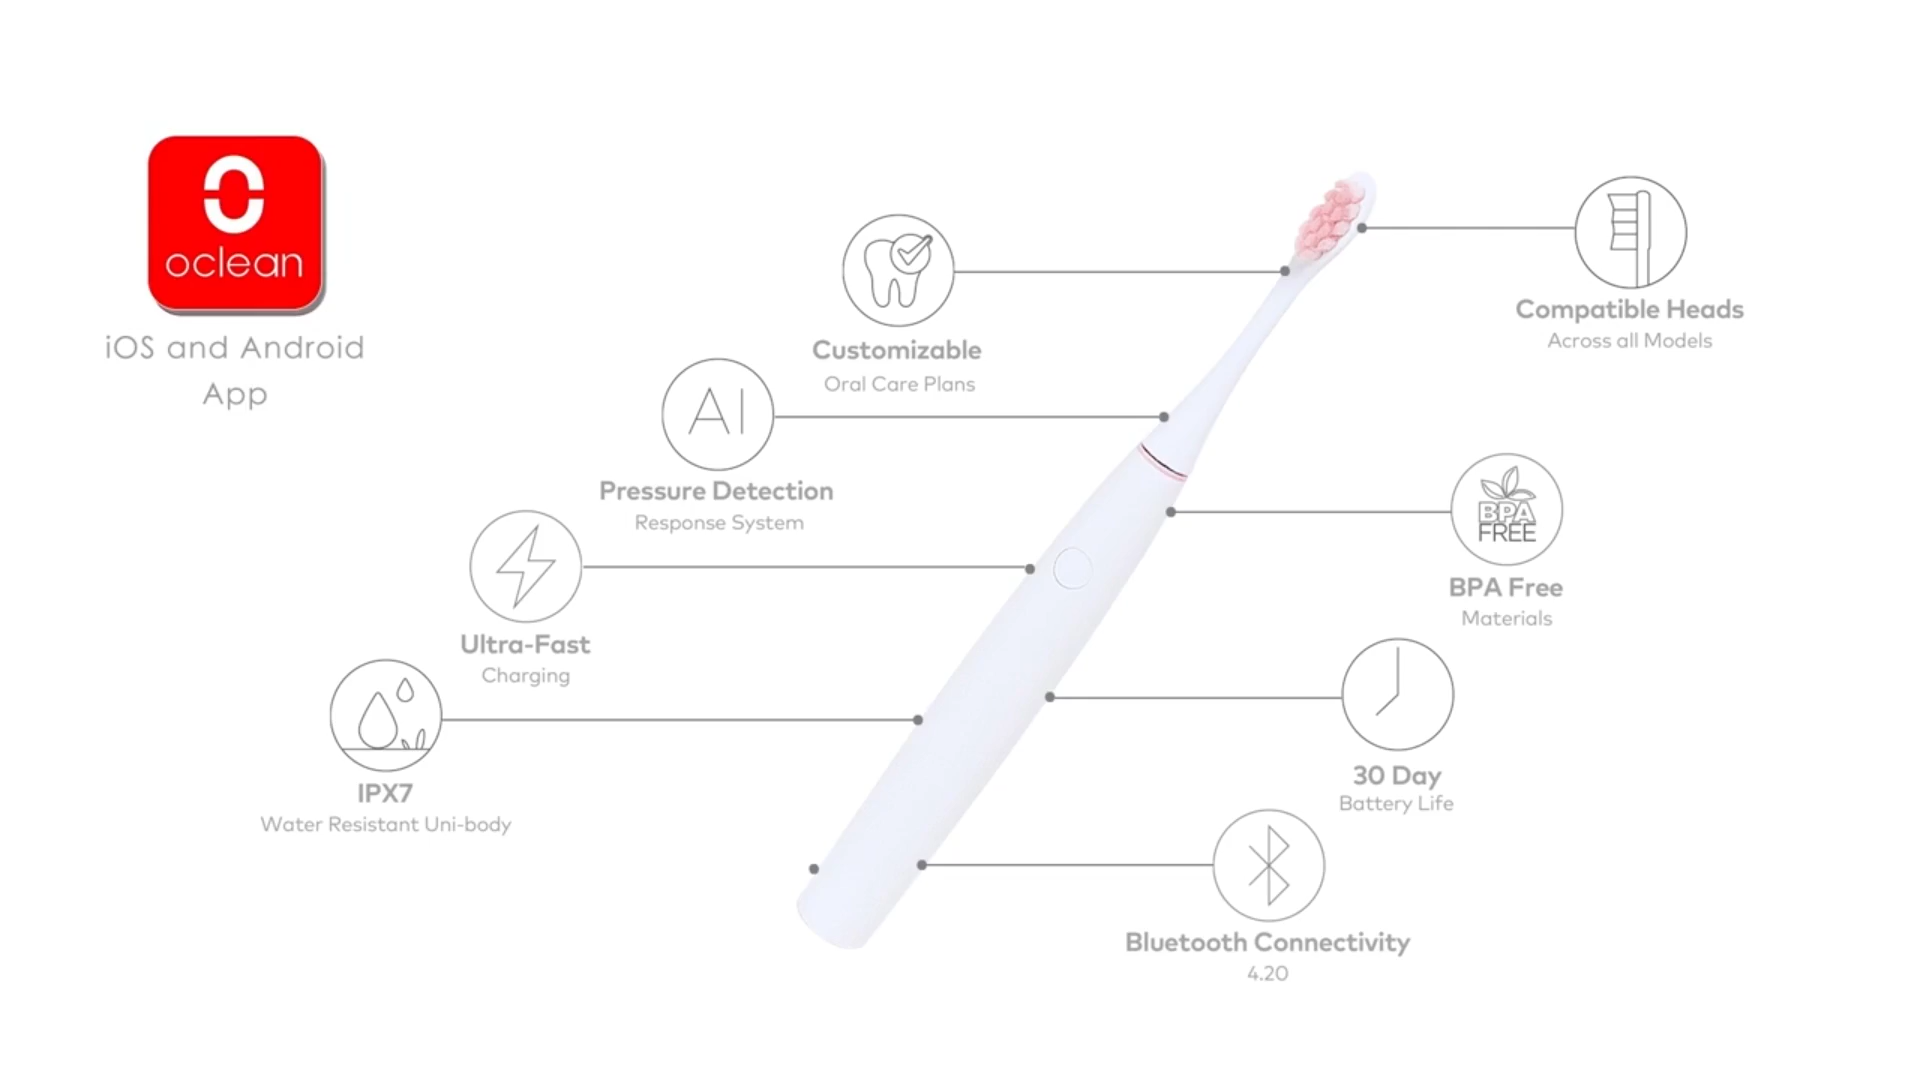 oclean
iOS and Android
App
Customizable
Oral Care Plans
AI
Pressure Detection
Response System
Ultra-Fast
Charging
IPX7
Water Resistant Uni-body
Compatible Heads
Across all Models
BPA
FREE
BPA Free
Materials
30 Day
Battery Life
Bluetooth Connectivity
4.20